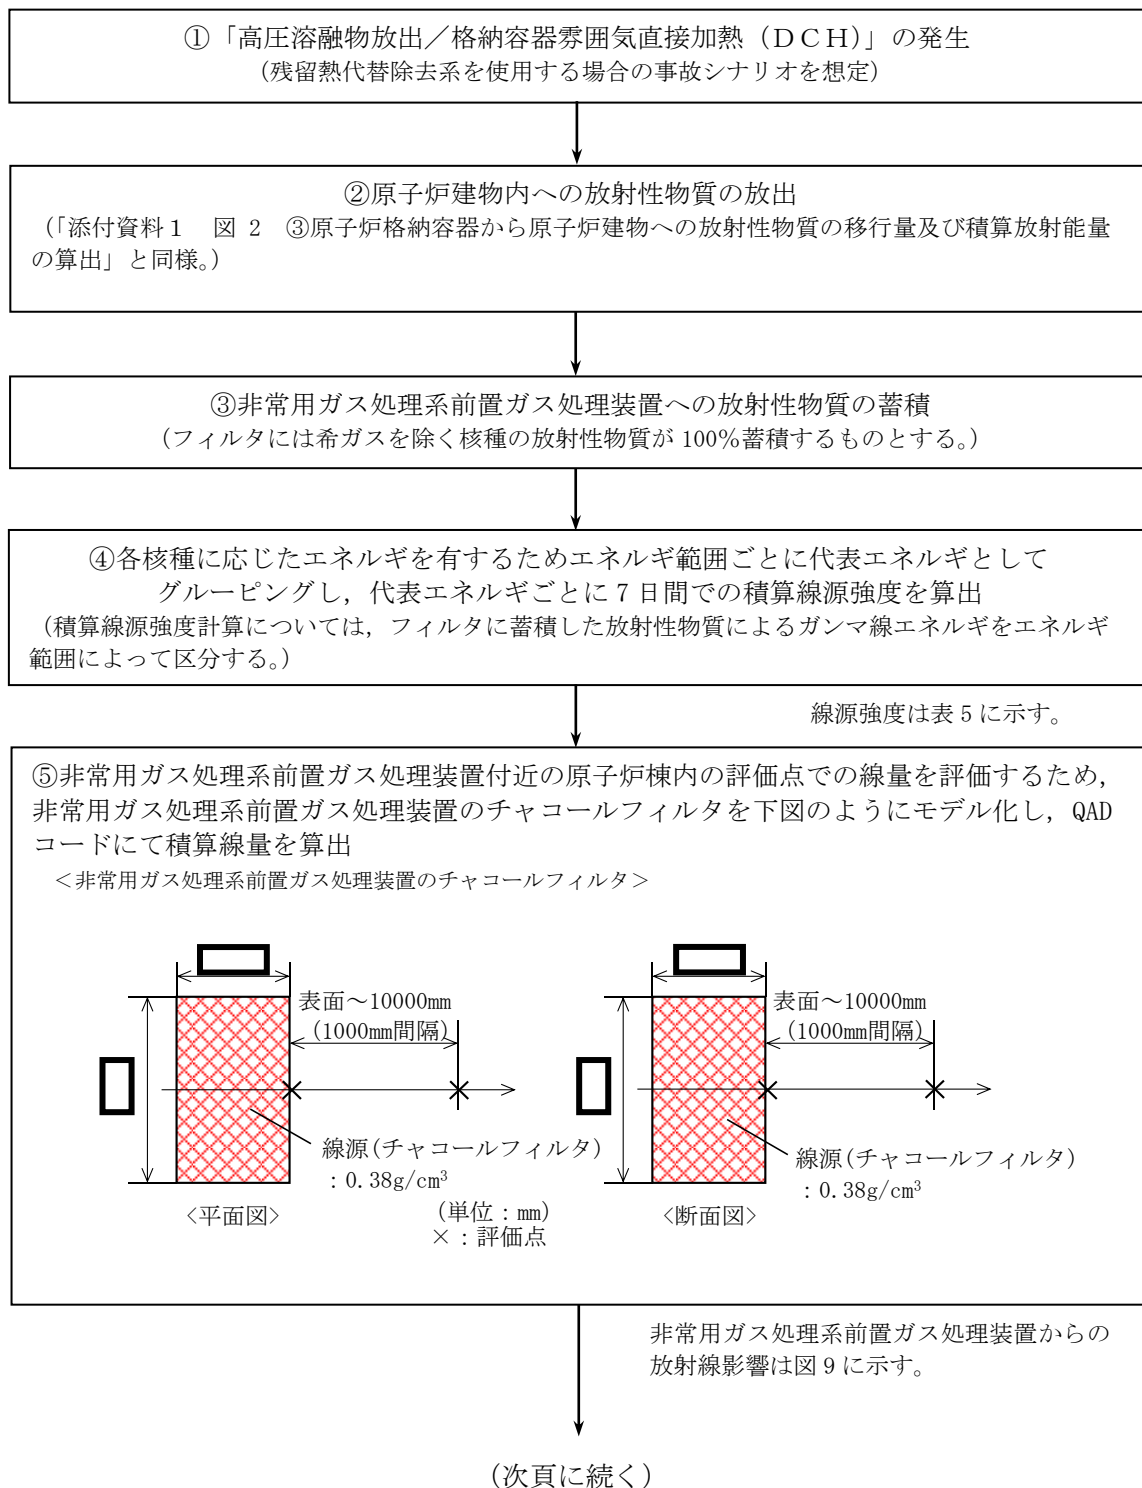 ①「高圧溶融物放出／格納容器雰囲気直接加熱（ＤＣＨ）」の発生
（残留熱代替除去系を使用する場合の事故シナリオを想定）
②原子炉建物内への放射性物質の放出
（「添付資料１　図 2　③原子炉格納容器から原子炉建物への放射性物質の移行量及び積算放射能量
の算出」と同様。）
③非常用ガス処理系前置ガス処理装置への放射性物質の蓄積
（フィルタには希ガスを除く核種の放射性物質が 100％蓄積するものとする。）
④各核種に応じたエネルギを有するためエネルギ範囲ごとに代表エネルギとして
グルーピングし，代表エネルギごとに 7 日間での積算線源強度を算出
（積算線源強度計算については，フィルタに蓄積した放射性物質によるガンマ線エネルギをエネルギ
範囲によって区分する。）
線源強度は表 5 に示す。
⑤非常用ガス処理系前置ガス処理装置付近の原子炉棟内の評価点での線量を評価するため，
非常用ガス処理系前置ガス処理装置のチャコールフィルタを下図のようにモデル化し，QAD
コードにて積算線量を算出
＜非常用ガス処理系前置ガス処理装置のチャコールフィルタ＞
表面～10000mm
（1000mm間隔）
線源(チャコールフィルタ)
：0.38g/cm³
<平面図>
（単位：mm）
×：評価点
表面～10000mm
（1000mm間隔）
線源(チャコールフィルタ)
：0.38g/cm³
<断面図>
非常用ガス処理系前置ガス処理装置からの
放射線影響は図 9 に示す。
（次頁に続く）